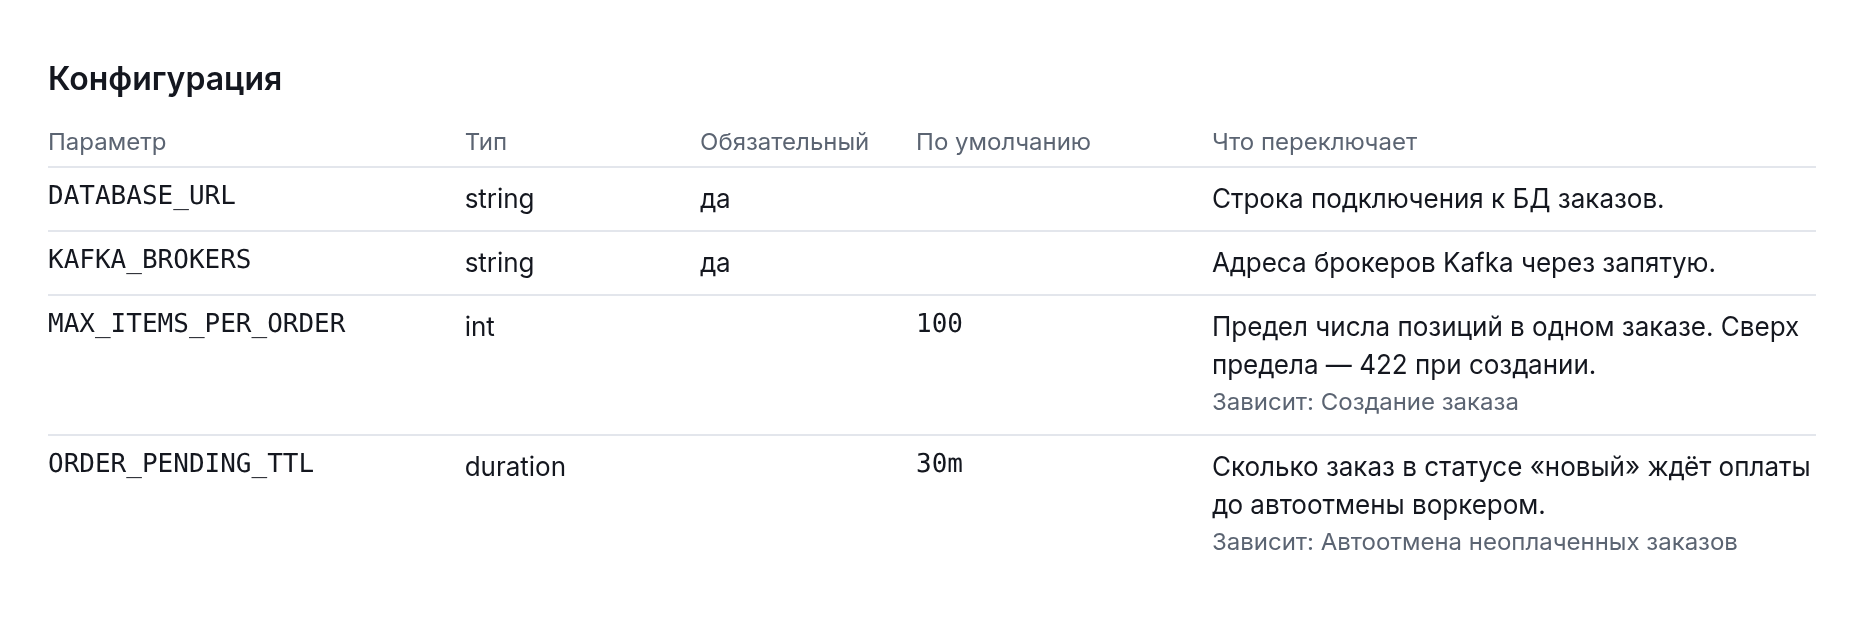 Конфигурация
Параметр Тип Обязательный По умолчанию Что переключает
DATABASE_URL string да Строка подключения к БД заказов.
KAFKA_BROKERS string да Адреса брокеров Kafka через запятую.
MAX_ITEMS_PER_ORDER int 100 Предел числа позиций в одном заказе. Сверх
предела — 422 при создании.
Зависит: Создание заказа
ORDER_PENDING_TTL duration 30m Сколько заказ в статусе «новый» ждёт оплаты
до автоотмены воркером.
Зависит: Автоотмена неоплаченных заказов